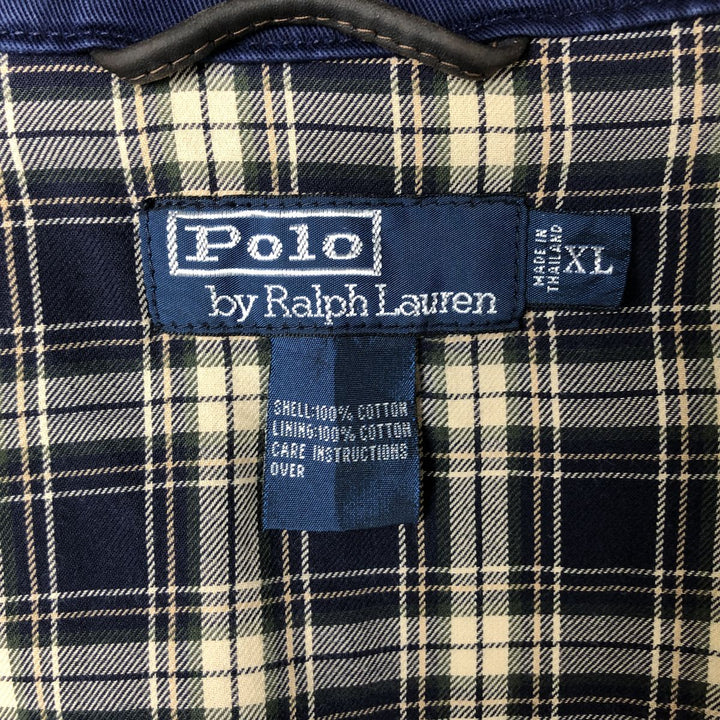 Polo
by Ralph Lauren
MADE IN
THAILAND
XL
SHELL:100% COTTON
LINING:100% COTTON
CARE INSTRUCTIONS
OVER